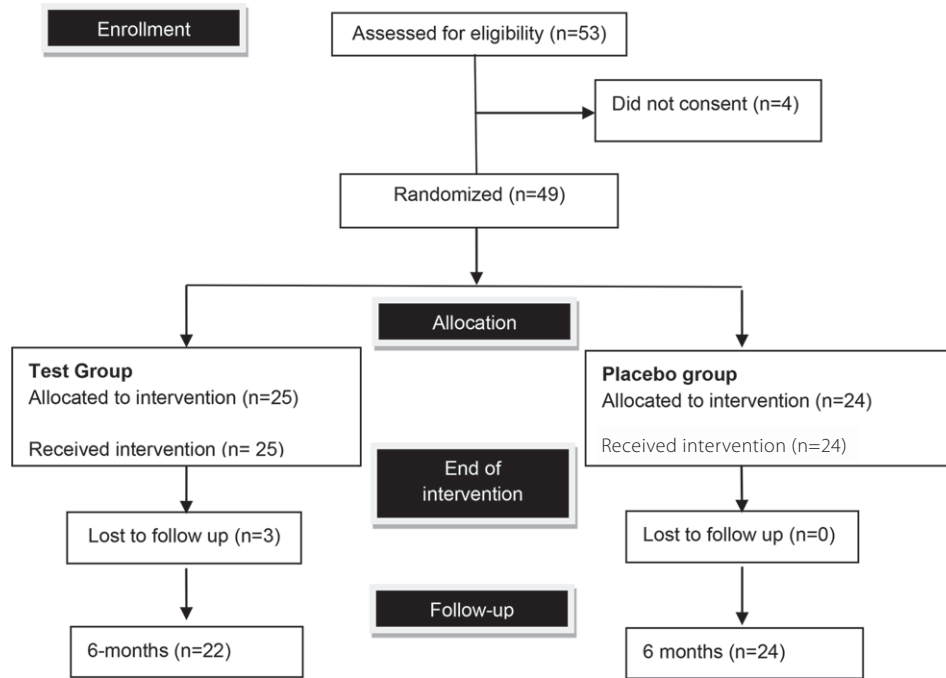 Enrollment
Assessed for eligibility (n=53)
Did not consent (n=4)
Randomized (n=49)
Allocation
Test Group
Allocated to intervention (n=25)
Received intervention (n= 25)
Placebo group
Allocated to intervention (n=24)
Received intervention (n=24)
End of
intervention
Lost to follow up (n=3)
Lost to follow up (n=0)
Follow-up
6-months (n=22)
6 months (n=24)